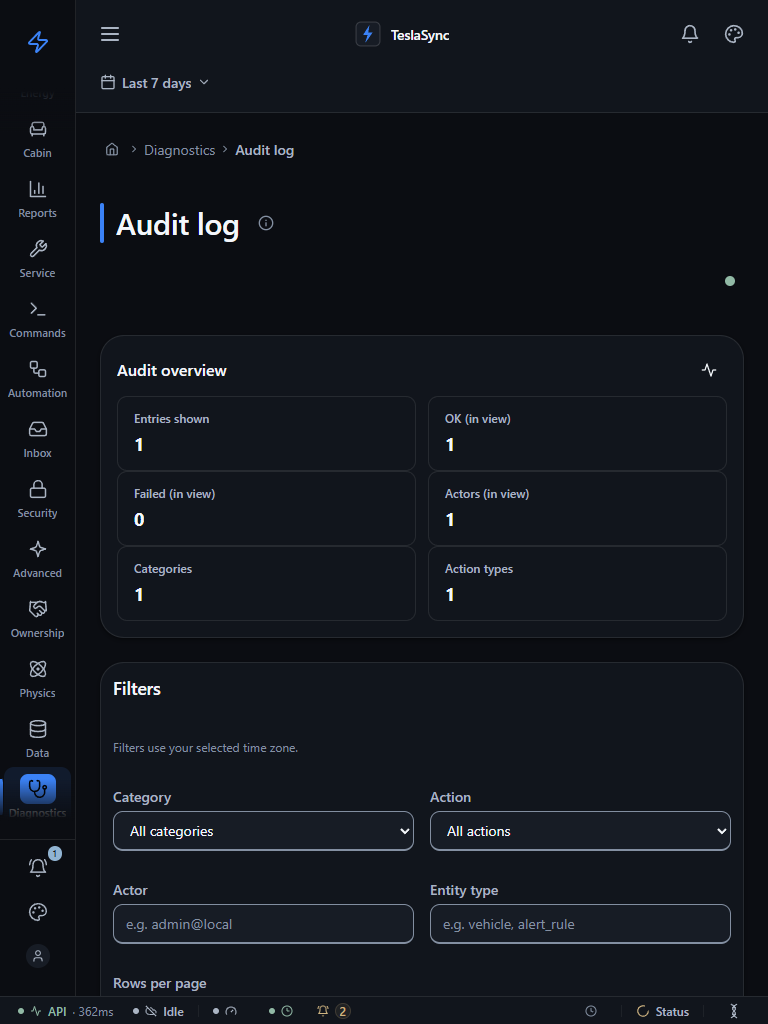 TeslaSync
Last 7 days
Energy
Cabin
Reports
Service
Commands
Automation
Inbox
Security
Advanced
Ownership
Physics
Data
Diagnostics
1
Diagnostics
Audit log
Audit log
Audit overview
Entries shown
1
OK (in view)
1
Failed (in view)
0
Actors (in view)
1
Categories
1
Action types
1
Filters
Filters use your selected time zone.
Category
All categories
Action
All actions
Actor
e.g. admin@local
Entity type
e.g. vehicle, alert_rule
Rows per page
API · 362ms
Idle
2
Status